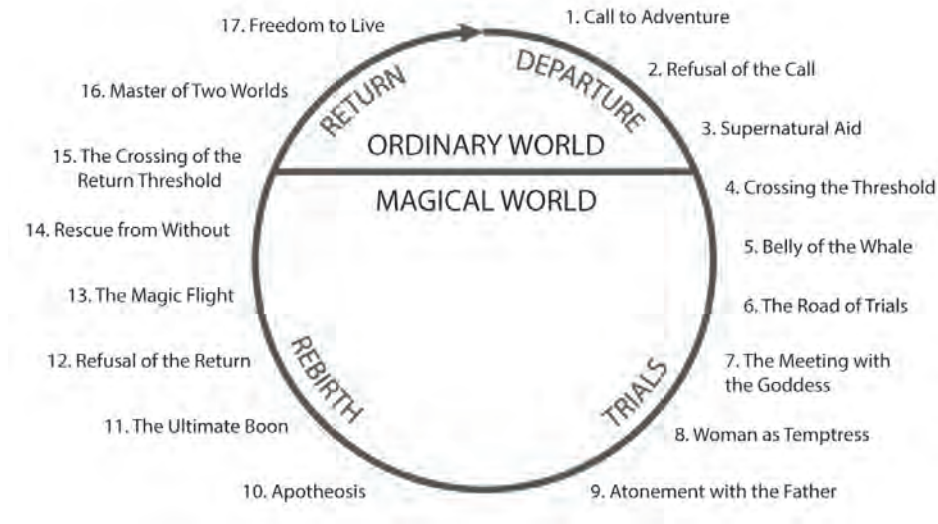 17. Freedom to Live
1. Call to Adventure
RETURN
DEPARTURE
2. Refusal of the Call
16. Master of Two Worlds
3. Supernatural Aid
ORDINARY WORLD
15. The Crossing of the
Return Threshold
MAGICAL WORLD
4. Crossing the Threshold
14. Rescue from Without
5. Belly of the Whale
13. The Magic Flight
6. The Road of Trials
12. Refusal of the Return
REBIRTH
TRIALS
7. The Meeting with
the Goddess
11. The Ultimate Boon
8. Woman as Temptress
10. Apotheosis
9. Atonement with the Father